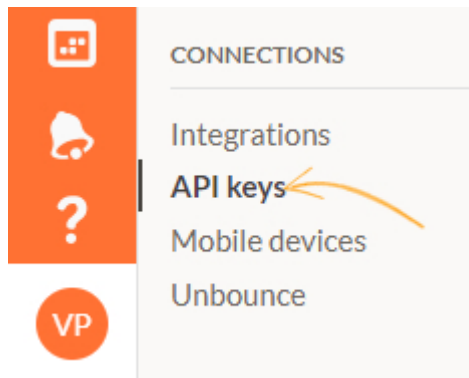 CONNECTIONS
Integrations
API keys
?
Mobile devices
Unbounce
VP